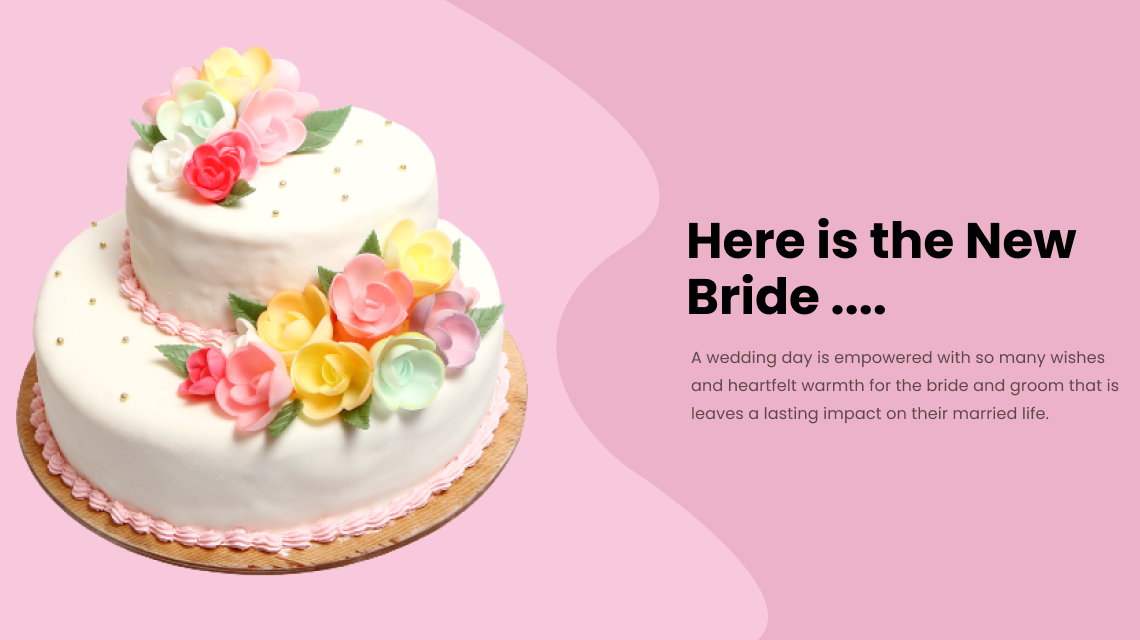 Here is the New
Bride ....
A wedding day is empowered with so many wishes
and heartfelt warmth for the bride and groom that is
leaves a lasting impact on their married life.